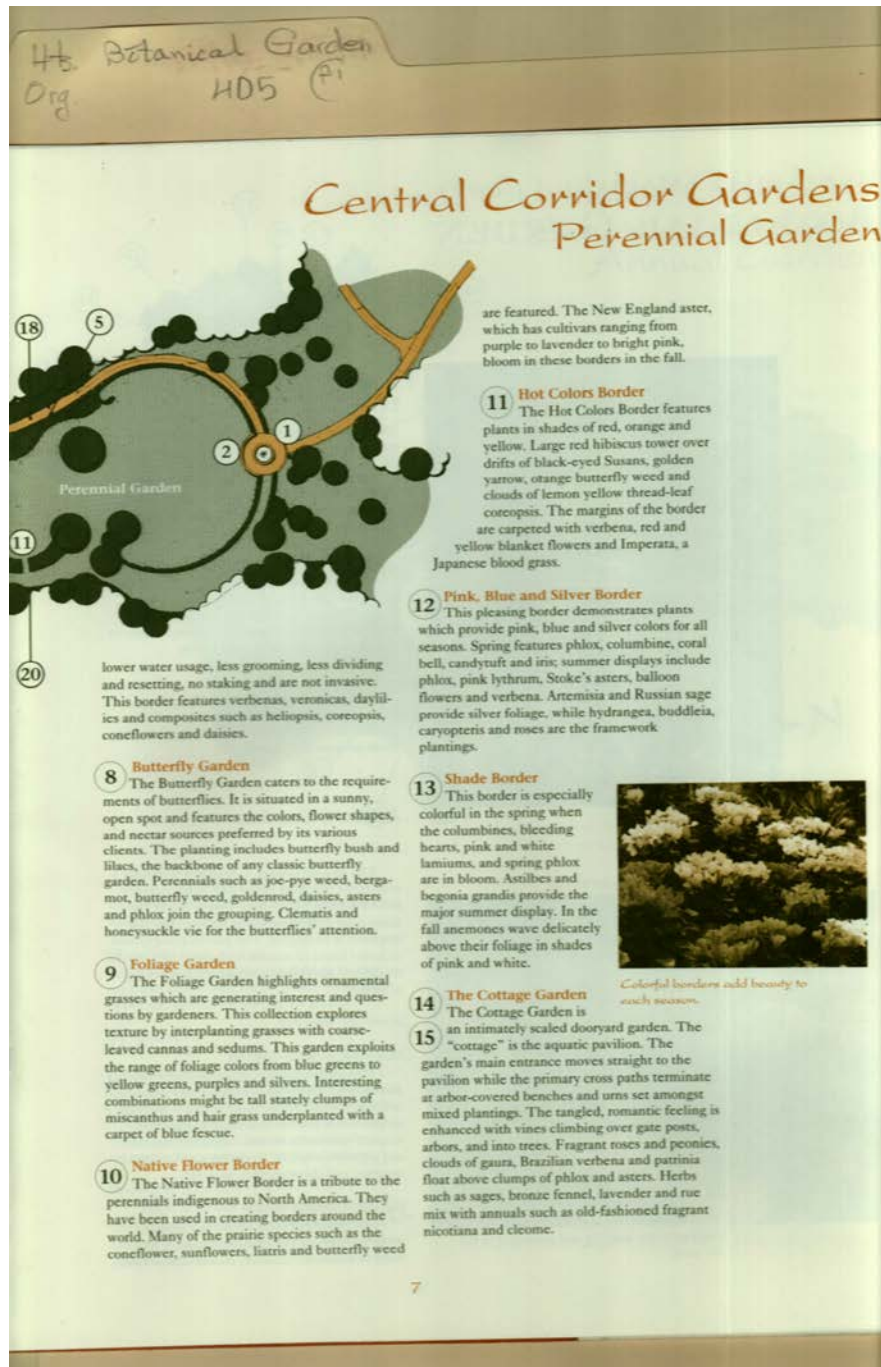 Hts. Botanical Garden
Org. 4D5 (P1
Central Corridor Gardens
Perennial Garden
18
5
1
2
Perennial Garden
11
20
lower water usage, less grooming, less dividing
and resetting, no staking and are not invasive.
This border features verbenas, veronicas, daylil-
ies and composites such as heliopsis, coreopsis,
coneflowers and daisies.
8 Butterfly Garden
The Butterfly Garden caters to the require-
ments of butterflies. It is situated in a sunny,
open spot and features the colors, flower shapes,
and nectar sources preferred by its various
clients. The planting includes butterfly bush and
lilacs, the backbone of any classic butterfly
garden. Perennials such as joe-pye weed, berga-
mot, butterfly weed, goldenrod, daisies, asters
and phlox join the grouping. Clematis and
honeysuckle vie for the butterflies' attention.
9 Foliage Garden
The Foliage Garden highlights ornamental
grasses which are generating interest and ques-
tions by gardeners. This collection explores
texture by interplanting grasses with coarse-
leaved cannas and sedums. This garden exploits
the range of foliage colors from blue greens to
yellow greens, purples and silvers. Interesting
combinations might be tall stately clumps of
miscanthus and hair grass underplanted with a
carpet of blue fescue.
10 Native Flower Border
The Native Flower Border is a tribute to the
perennials indigenous to North America. They
have been used in creating borders around the
world. Many of the prairie species such as the
coneflower, sunflowers, liatris and butterfly weed
are featured. The New England aster,
which has cultivars ranging from
purple to lavender to bright pink,
bloom in these borders in the fall.
11 Hot Colors Border
The Hot Colors Border features
plants in shades of red, orange and
yellow. Large red hibiscus tower over
drifts of black-eyed Susans, golden
yarrow, orange butterfly weed and
clouds of lemon yellow thread-leaf
coreopsis. The margins of the border
are carpeted with verbena, red and
yellow blanket flowers and Imperata, a
Japanese blood grass.
12 Pink, Blue and Silver Border
This pleasing border demonstrates plants
which provide pink, blue and silver colors for all
seasons. Spring features phlox, columbine, coral
bell, candytuft and iris; summer displays include
phlox, pink lythrum, Stoke's asters, balloon
flowers and verbena. Artemisia and Russian sage
provide silver foliage, while hydrangea, buddleia,
caryopteris and roses are the framework
plantings.
13 Shade Border
This border is especially
colorful in the spring when
the columbines, bleeding
hearts, pink and white
lamiums, and spring phlox
are in bloom. Astilbes and
begonia grandis provide the
major summer display. In the
fall anemones wave delicately
above their foliage in shades
of pink and white.
Colorful borders add beauty to
each season.
14 The Cottage Garden
The Cottage Garden is
15 an intimately scaled dooryard garden. The
"cottage" is the aquatic pavilion. The
garden's main entrance moves straight to the
pavilion while the primary cross paths terminate
at arbor-covered benches and urns set amongst
mixed plantings. The tangled, romantic feeling is
enhanced with vines climbing over gate posts,
arbors, and into trees. Fragrant roses and peonies,
clouds of gaura, Brazilian verbena and patrinia
float above clumps of phlox and asters. Herbs
such as sages, bronze fennel, lavender and rue
mix with annuals such as old-fashioned fragrant
nicotiana and cleome.
7